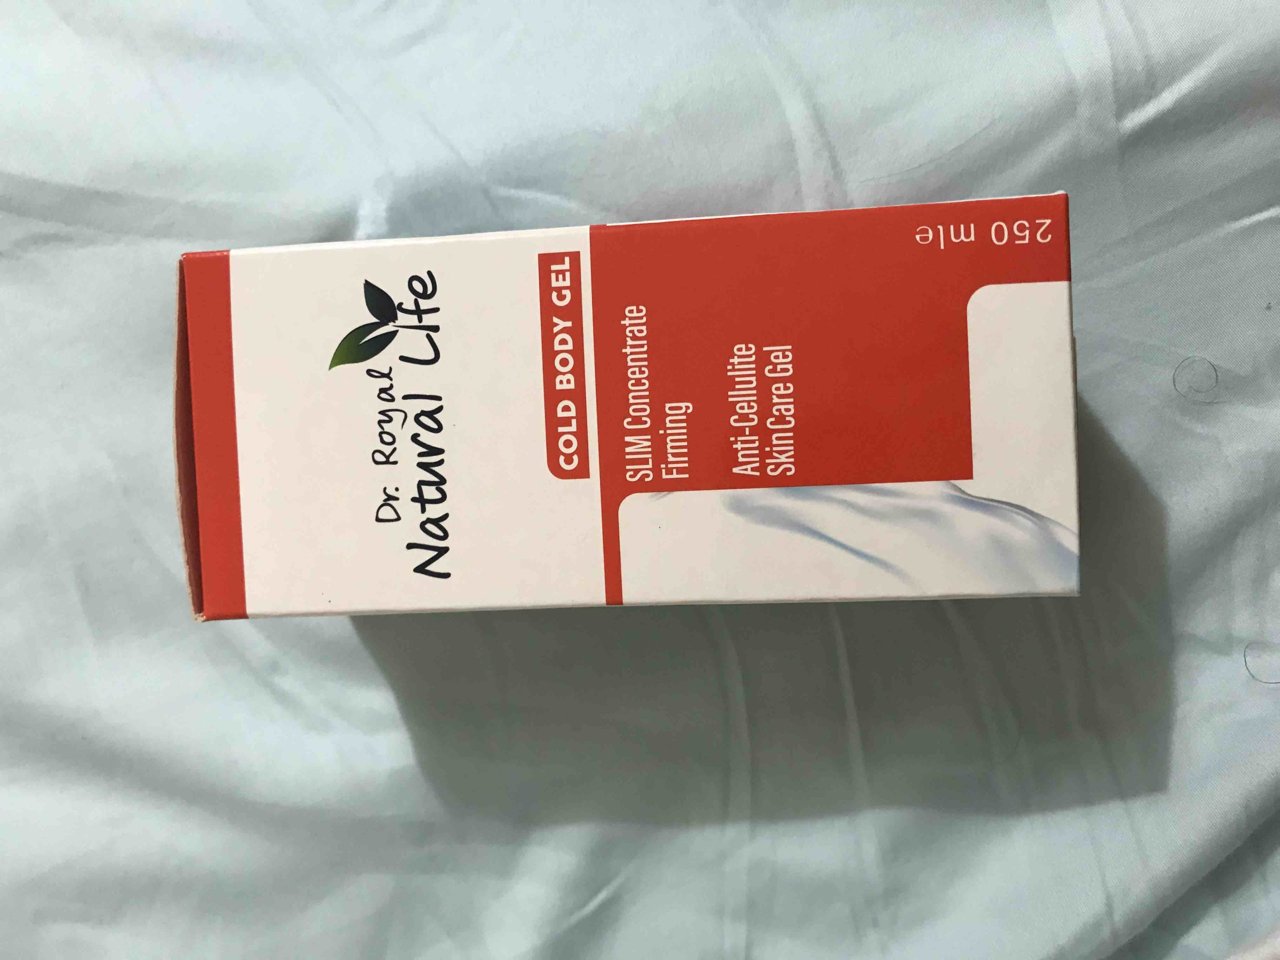 Dr. Royal
Natural Life
COLD BODY GEL
SLIM Concentrate
Firming
Anti-Cellulite
Skin Care Gel
250 mle